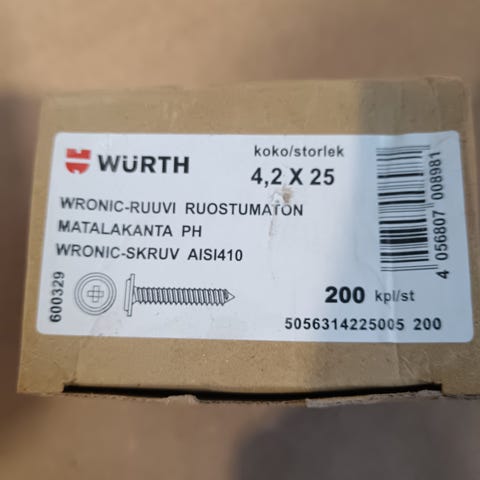 WÜRTH
koko/storlek
4,2 X 25
WRONIC-RUUVI RUOSTUMATON
MATALAKANTA PH
WRONIC-SKRUV AISI410
600329
200 kpl/st
5056314225005 200
4 056807 008981